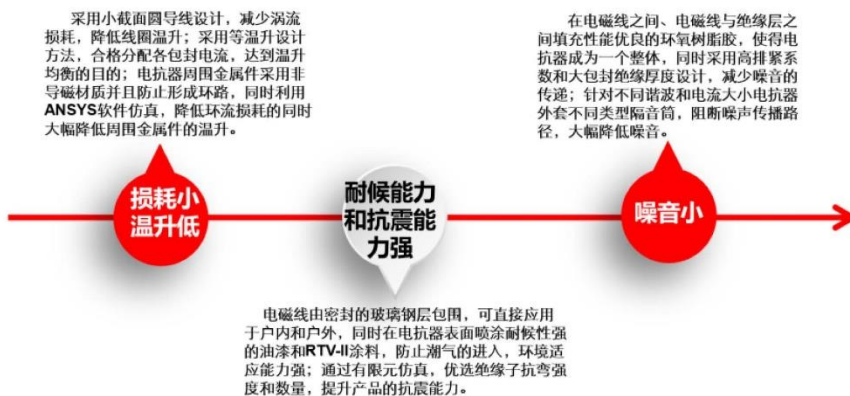 采用小截面圆导线设计，减少涡流
损耗，降低线圈温升；采用等温升设计
方法，合格分配各包封电流，达到温升
均衡的目的；电抗器周围金属件采用非
导磁材质并且防止形成环路，同时利用
ANSYS软件仿真，降低环流损耗的同时
大幅降低周围金属件的温升。
损耗小
温升低
耐候能力
和抗震能
力强
电磁线由密封的玻璃钢层包围，可直接应用
于户内和户外，同时在电抗器表面喷涂耐候性强
的油漆和RTV-II涂料，防止潮气的进入，环境适
应能力强；通过有限元仿真，优选绝缘子抗弯强
度和数量，提升产品的抗震能力。
在电磁线之间、电磁线与绝缘层之
间填充性能优良的环氧树脂胶，使得电
抗器成为一个整体，同时采用高排紧系
数和大包封绝缘厚度设计，减少噪音的
传递；针对不同谐波和电流大小电抗器
外套不同类型隔音筒，阻断噪声传播路
径，大幅降低噪音。
噪音小